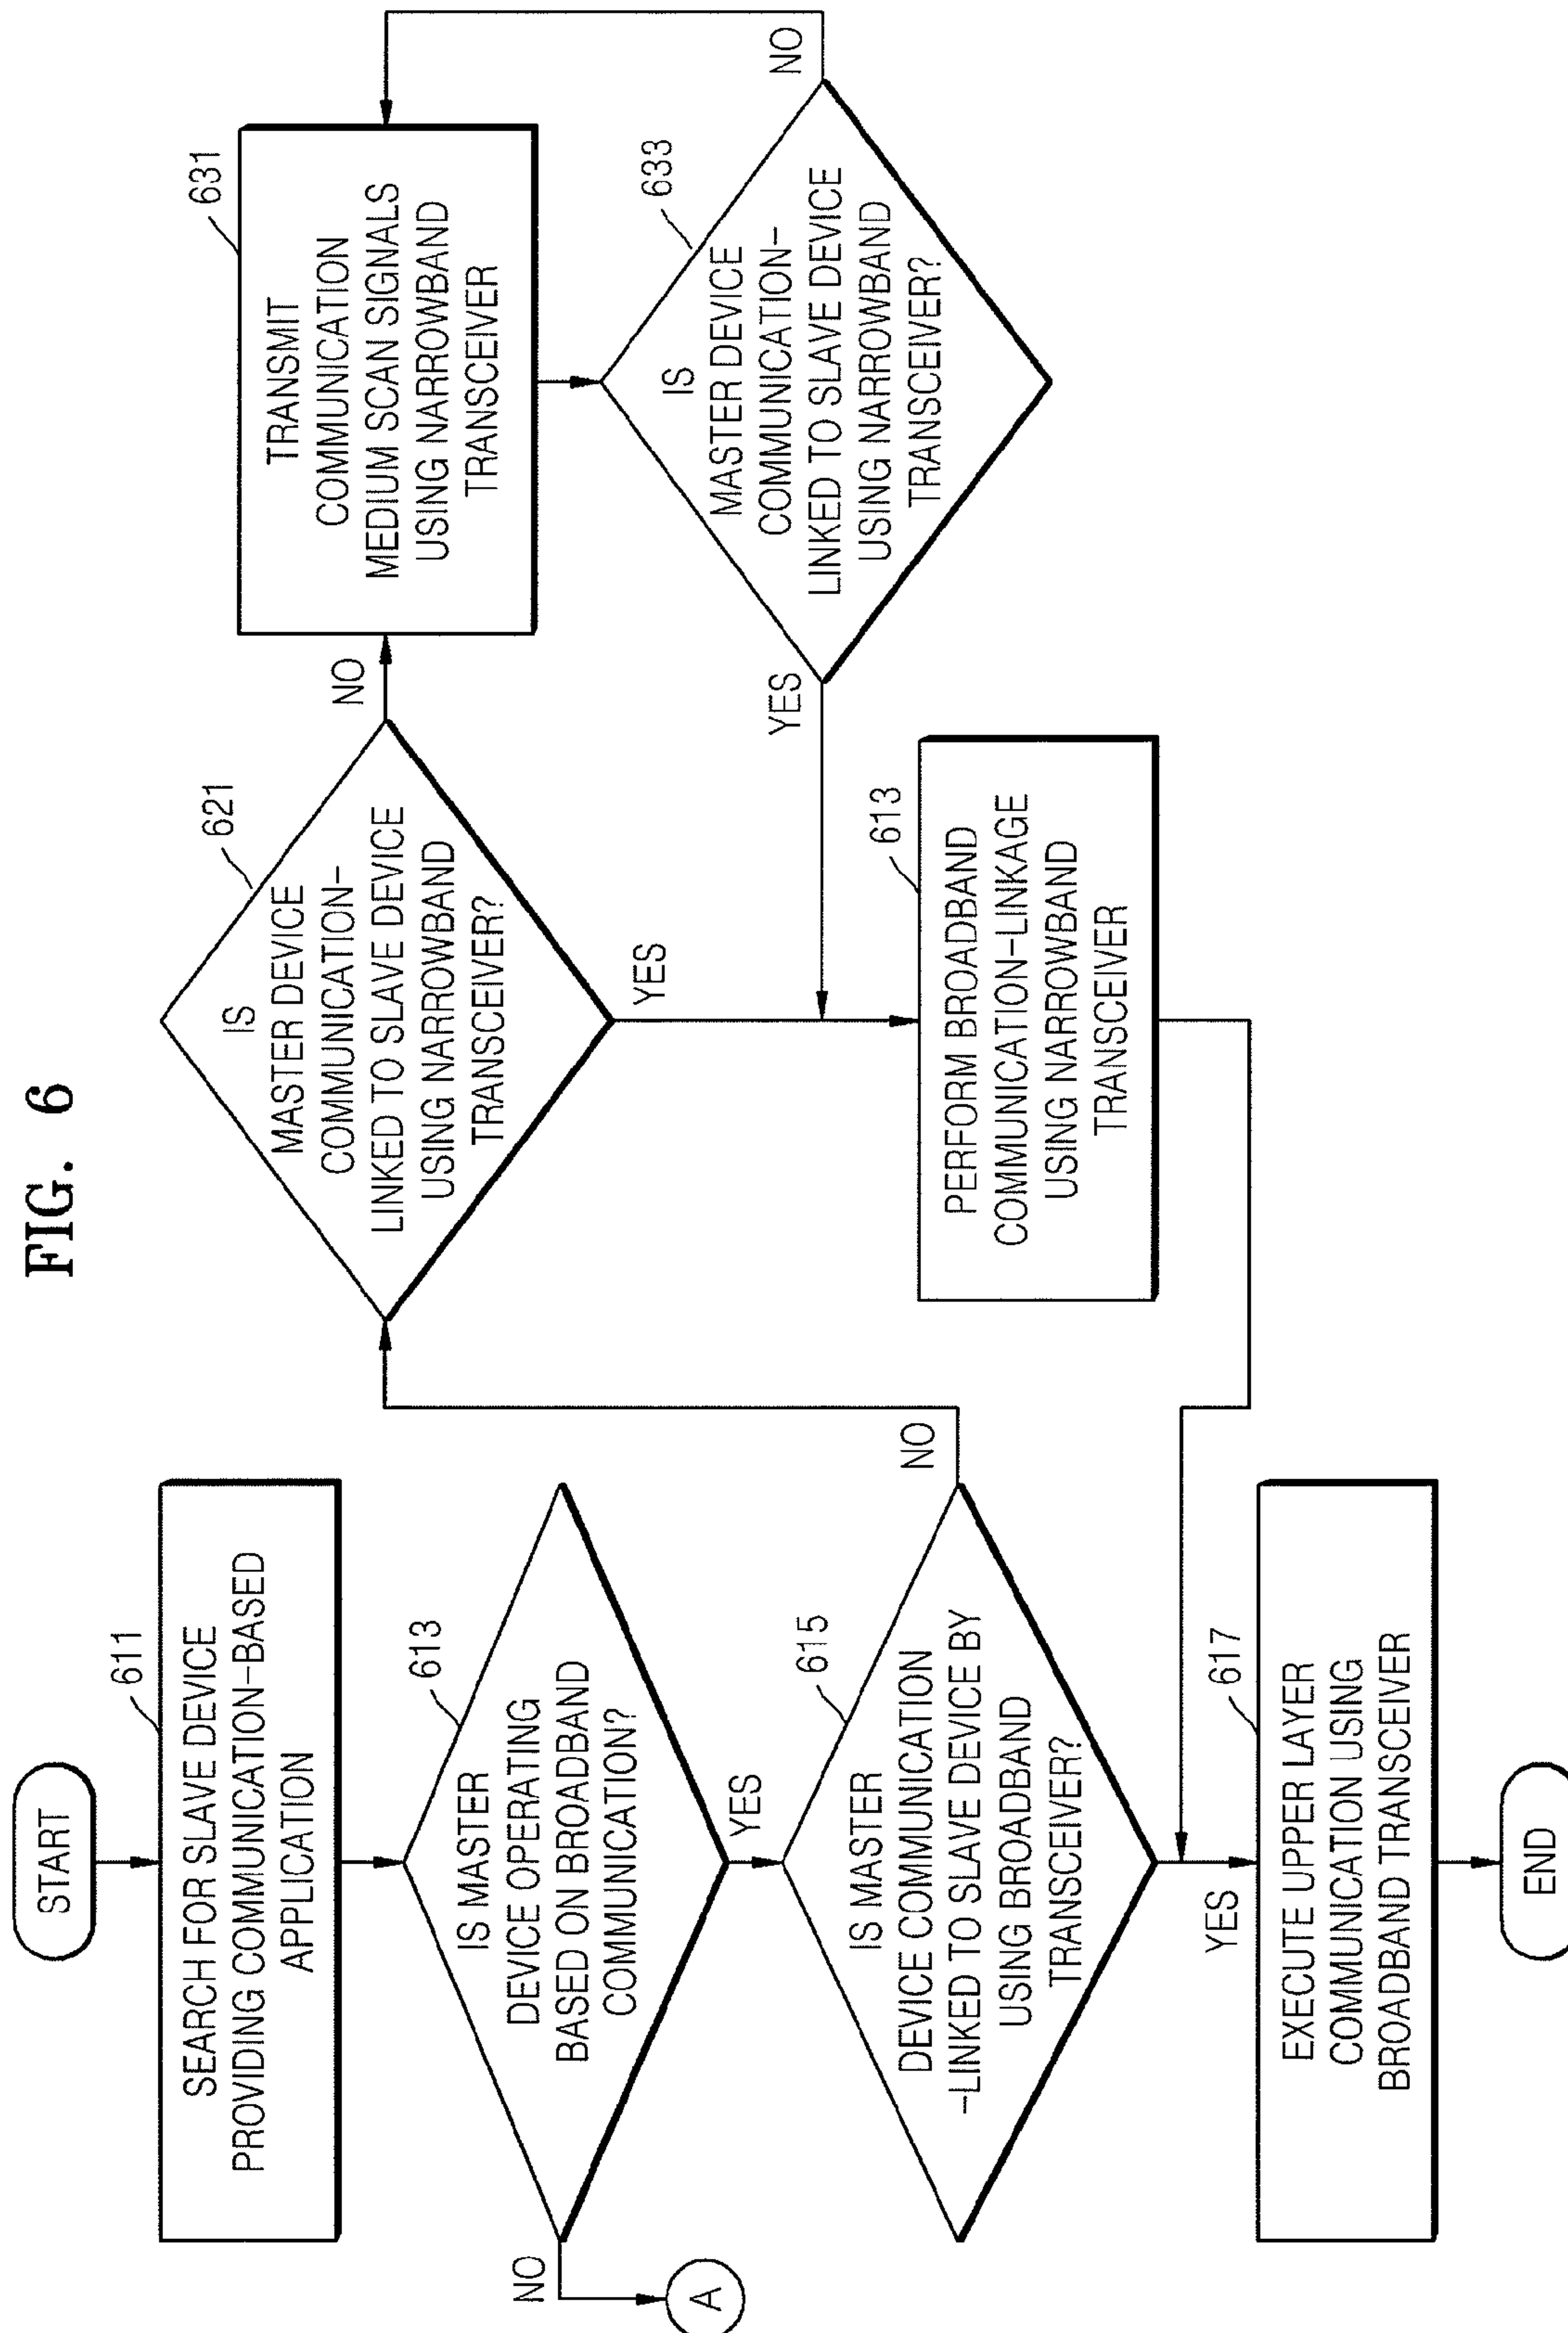 FIG. 6
START
611
SEARCH FOR SLAVE DEVICE
PROVIDING COMMUNICATION-BASED
APPLICATION
613
IS MASTER
DEVICE OPERATING
BASED ON BROADBAND
COMMUNICATION?
NO
A
YES
615
IS MASTER
DEVICE COMMUNICATION
-LINKED TO SLAVE DEVICE BY
USING BROADBAND
TRANSCEIVER?
NO
YES
617
EXECUTE UPPER LAYER
COMMUNICATION USING
BROADBAND TRANSCEIVER
END
621
IS
MASTER DEVICE
COMMUNICATION-
LINKED TO SLAVE DEVICE
USING NARROWBAND
TRANSCEIVER?
NO
YES
613
PERFORM BROADBAND
COMMUNICATION-LINKAGE
USING NARROWBAND
TRANSCEIVER
631
TRANSMIT
COMMUNICATION
MEDIUM SCAN SIGNALS
USING NARROWBAND
TRANSCEIVER
633
IS
MASTER DEVICE
COMMUNICATION-
LINKED TO SLAVE DEVICE
USING NARROWBAND
TRANSCEIVER?
YES
NO